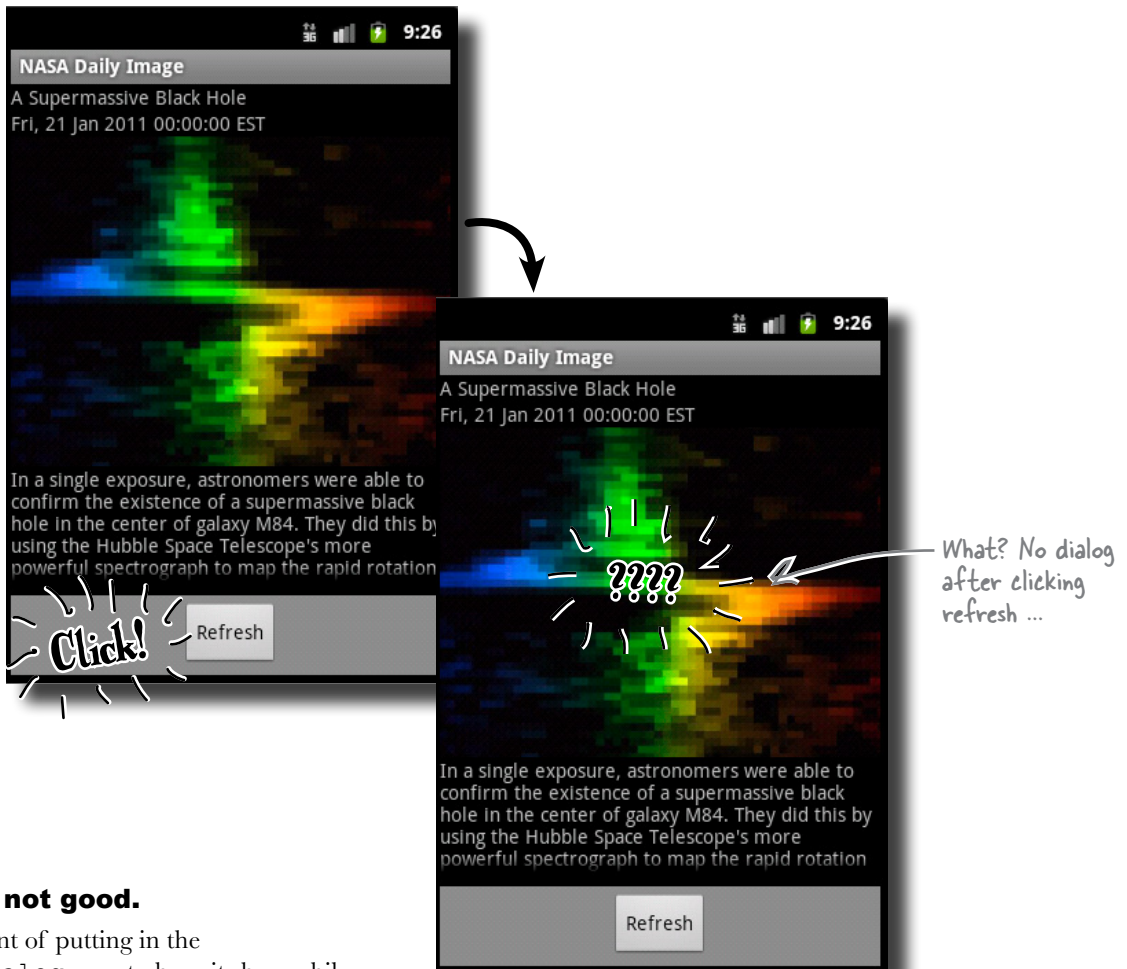 9:26
NASA Daily Image
A Supermassive Black Hole
Fri, 21 Jan 2011 00:00:00 EST
In a single exposure, astronomers were able to
confirm the existence of a supermassive black
hole in the center of galaxy M84. They did this by
using the Hubble Space Telescope's more
powerful spectrograph to map the rapid rotation
Click!
Refresh
9:26
NASA Daily Image
A Supermassive Black Hole
Fri, 21 Jan 2011 00:00:00 EST
????
What? No dialog
after clicking
refresh ...
In a single exposure, astronomers were able to
confirm the existence of a supermassive black
hole in the center of galaxy M84. They did this by
using the Hubble Space Telescope's more
powerful spectrograph to map the rapid rotation
Refresh
not good.
of putting in the